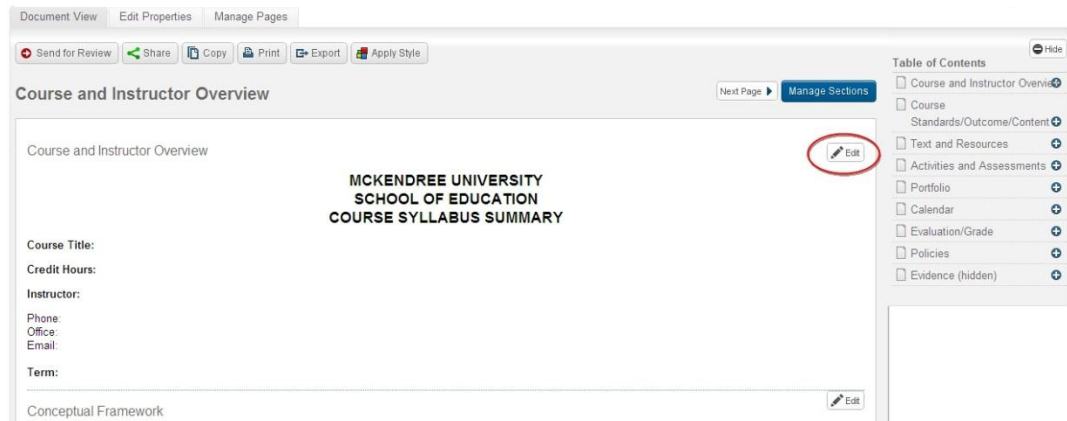 Document View Edit Properties Manage Pages
Send for Review Share Copy Print Export Apply Style
Hide
Table of Contents
Course and Instructor Overview
Next Page Manage Sections
Course and Instructor Overvie
Course
Standards/Outcome/Content
Text and Resources
Activities and Assessments
Portfolio
Calendar
Evaluation/Grade
Policies
Evidence (hidden)
Course and Instructor Overview
Edit
MCKENDREE UNIVERSITY
SCHOOL OF EDUCATION
COURSE SYLLABUS SUMMARY
Course Title:
Credit Hours:
Instructor:
Phone:
Office:
Email:
Term:
Conceptual Framework
Edit